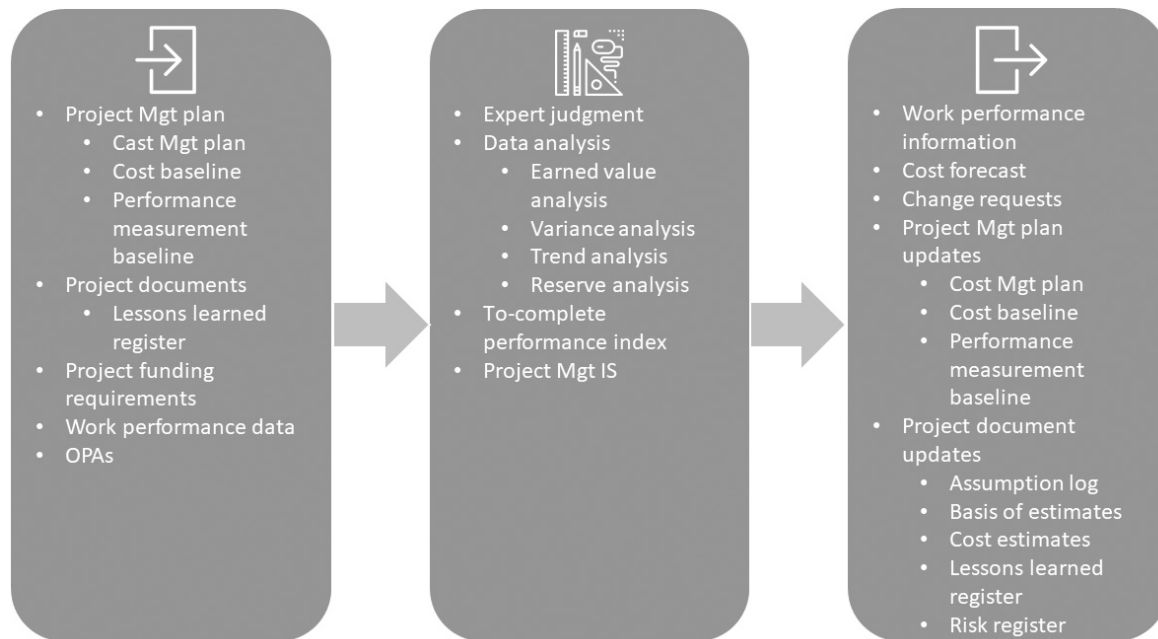 Project Mgt plan
Cast Mgt plan
Cost baseline
Performance
measurement
baseline
Project documents
Lessons learned
register
Project funding
requirements
Work performance data
OPAs
Expert judgment
Data analysis
Earned value
analysis
Variance analysis
Trend analysis
Reserve analysis
To-complete
performance index
Project Mgt IS
Work performance
information
Cost forecast
Change requests
Project Mgt plan
updates
Cost Mgt plan
Cost baseline
Performance
measurement
baseline
Project document
updates
Assumption log
Basis of estimates
Cost estimates
Lessons learned
register
Risk register